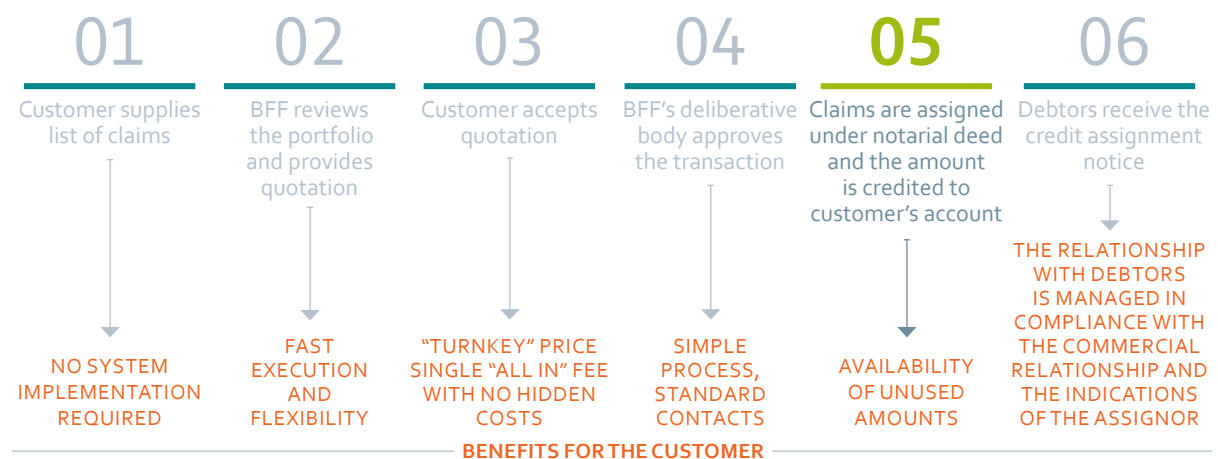 01
Customer supplies
list of claims
NO SYSTEM
IMPLEMENTATION
REQUIRED
02
BFF reviews
the portfolio
and provides
quotation
FAST
EXECUTION
AND
FLEXIBILITY
03
Customer accepts
quotation
“TURNKEY” PRICE
SINGLE “ALL IN” FEE
WITH NO HIDDEN
COSTS
04
BFF’s deliberative
body approves
the transaction
SIMPLE
PROCESS,
STANDARD
CONTACTS
05
Claims are assigned
under notarial deed
and the amount
is credited to
customer’s account
AVAILABILITY
OF UNUSED
AMOUNTS
06
Debtors receive the
credit assignment
notice
THE RELATIONSHIP
WITH DEBTORS
IS MANAGED IN
COMPLIANCE WITH
THE COMMERCIAL
RELATIONSHIP AND
THE INDICATIONS
OF THE ASSIGNOR
BENEFITS FOR THE CUSTOMER